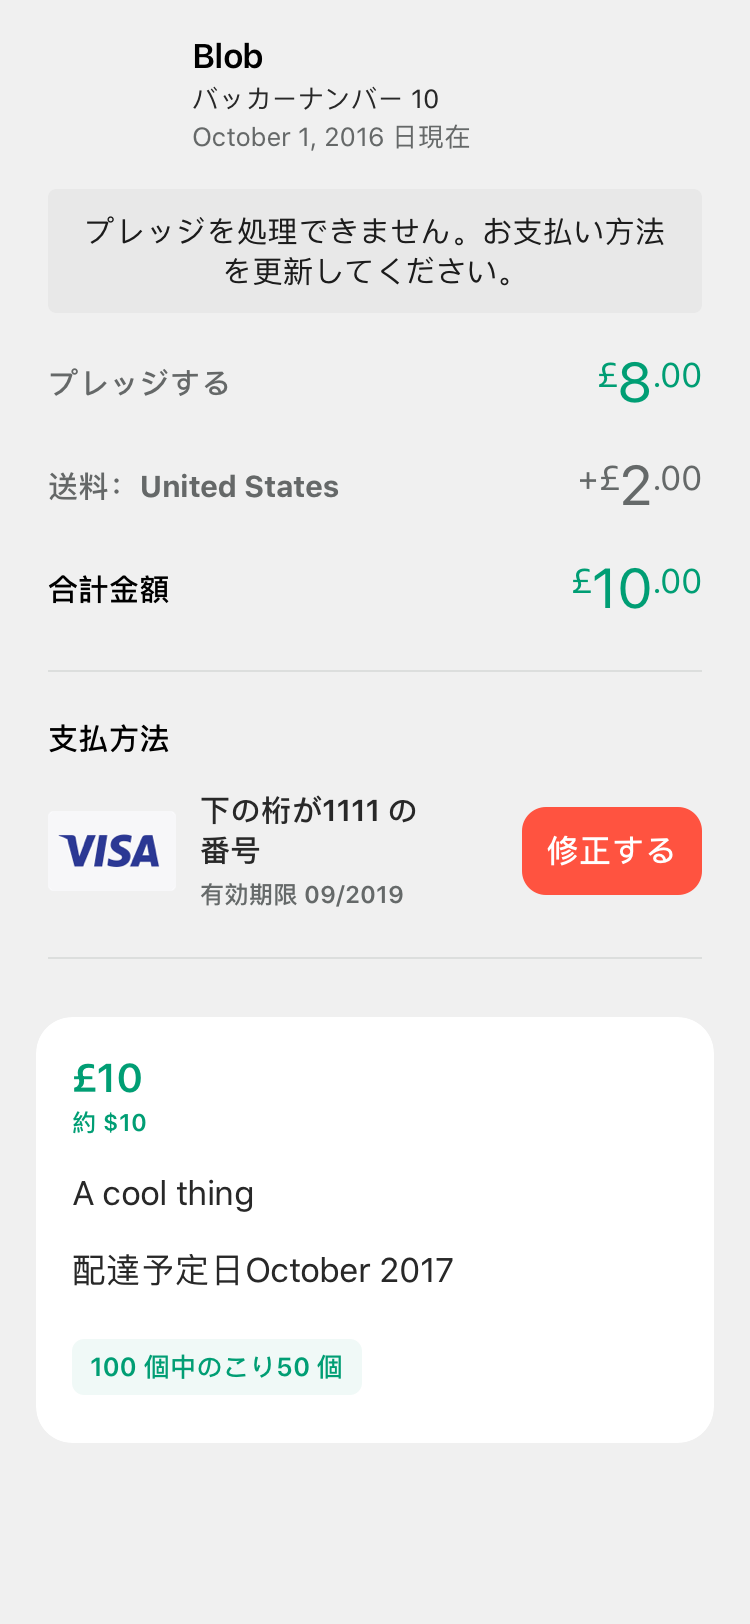 Blob
バッカーナンバー 10
October 1, 2016 日現在
プレッジを処理できません。お支払い方法
を更新してください。
プレッジする £8.00
送料： United States +£2.00
合計金額 £10.00
支払方法
VISA
下の桁が1111 の
番号
有効期限 09/2019
修正する
£10
約 $10
A cool thing
配達予定日October 2017
100 個中のこり50 個